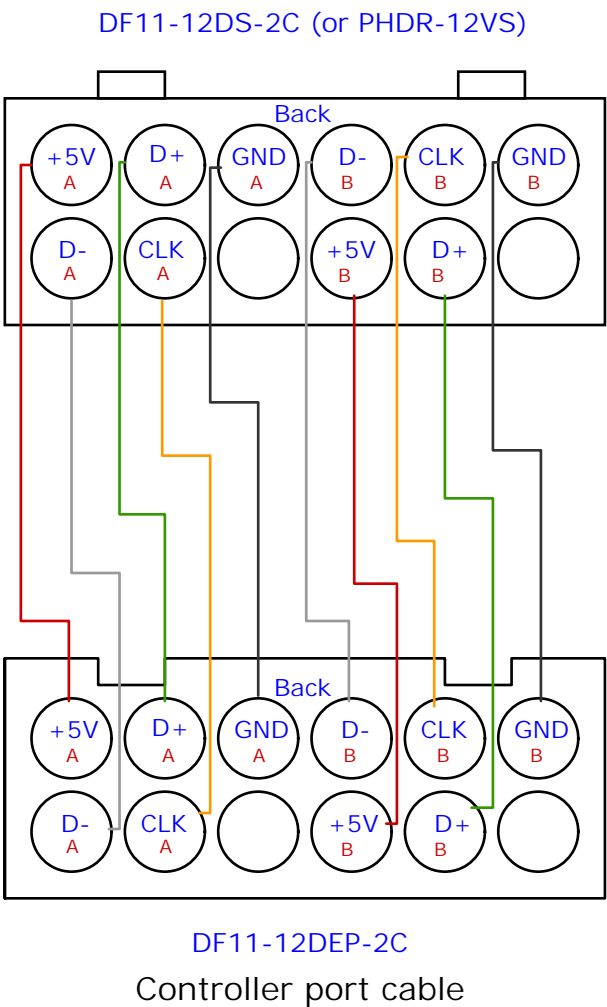 DF11-12DS-2C (or PHDR-12VS)
Back
+5V D+ GND D- CLK GND
A A A B B B
D- CLK +5V D+
A A B B
Back
+5V D+ GND D- CLK GND
A A A B B B
D- CLK +5V D+
A A B B
DF11-12DEP-2C
Controller port cable